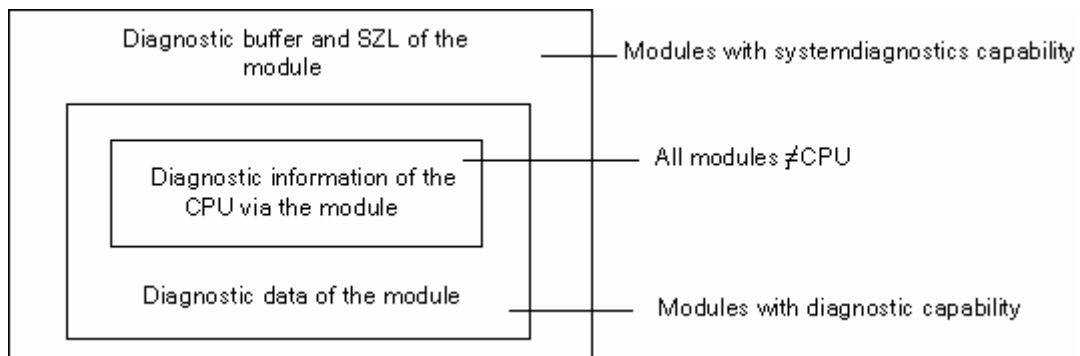 Diagnostic buffer and SZL of the
module
Modules with systemdiagnostics capability
All modules ≠CPU
Diagnostic information of the
CPU via the module
Diagnostic data of the module
Modules with diagnostic capability